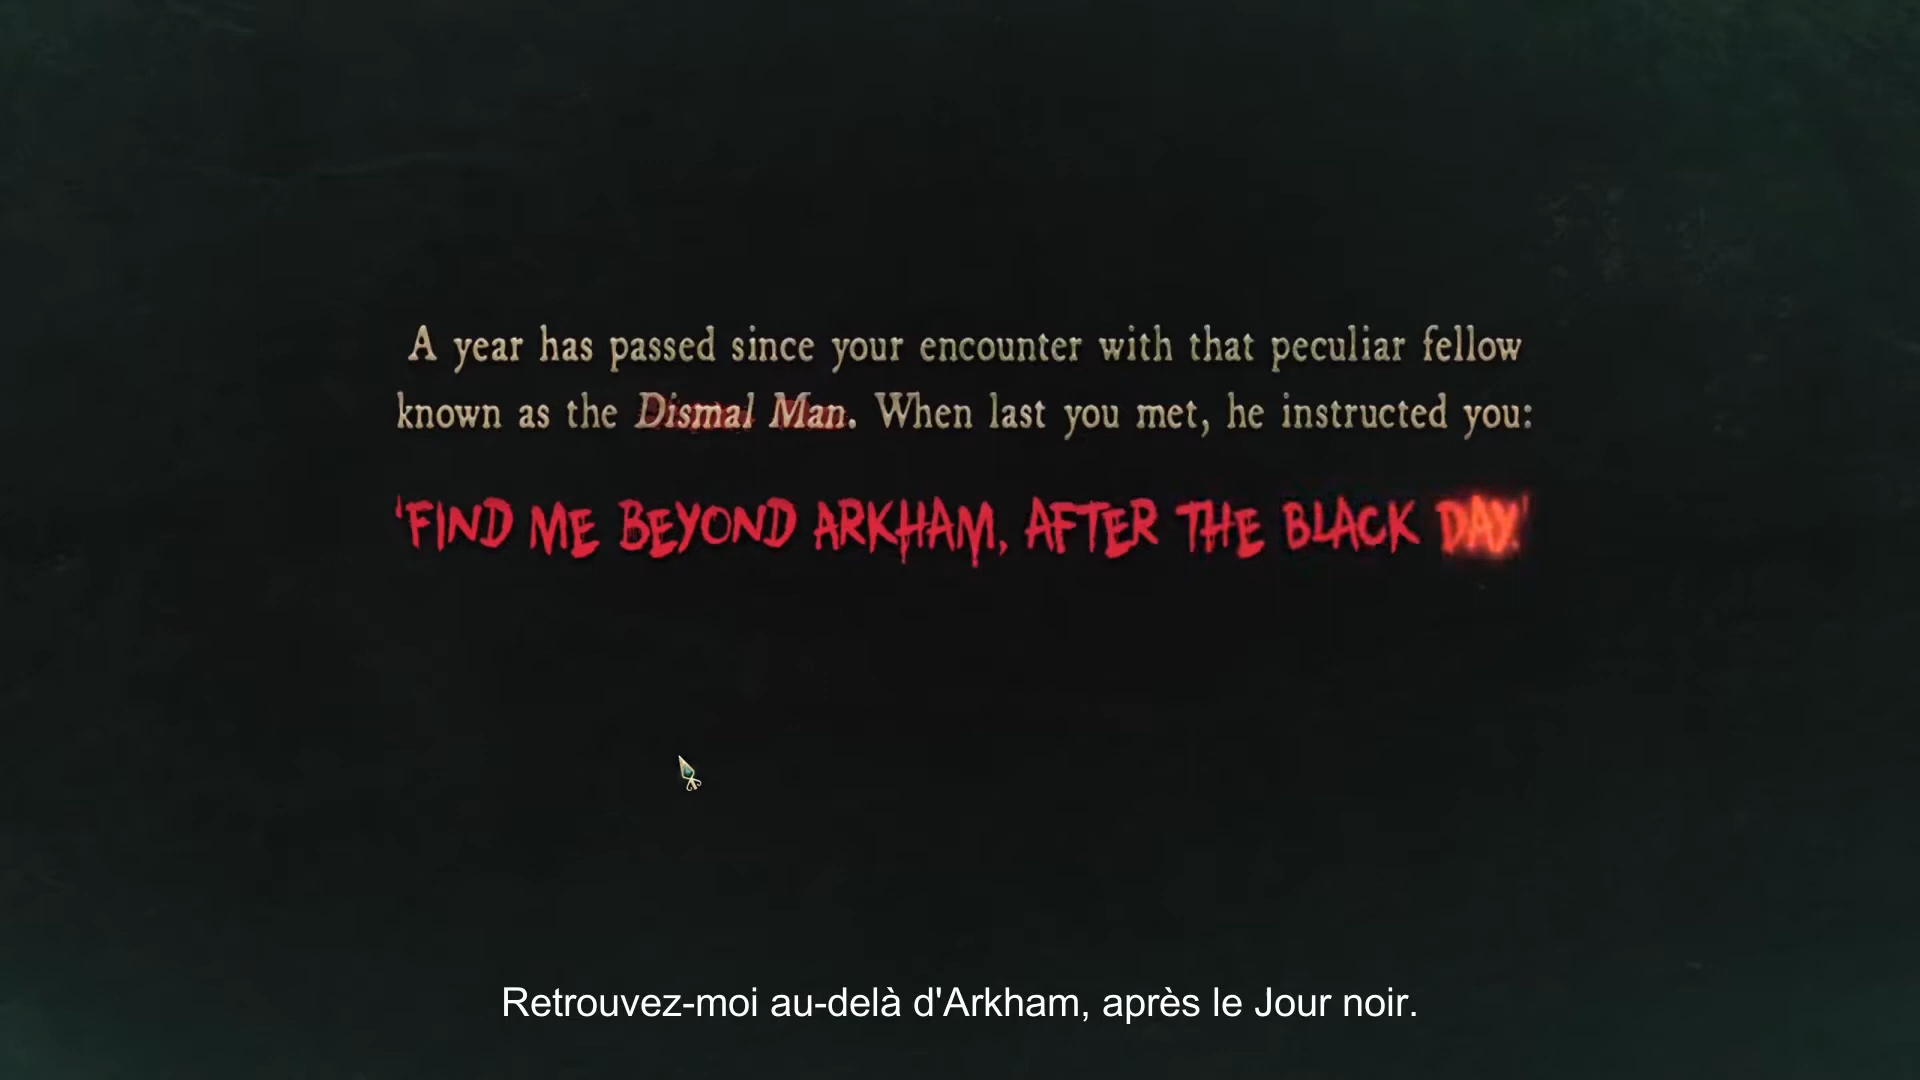 A year has passed since your encounter with that peculiar fellow
known as the Dismal Man. When last you met, he instructed you:
'FIND ME BEYOND ARKHAM, AFTER THE BLACK DAY.'
Retrouvez-moi au-delà d'Arkham, après le Jour noir.